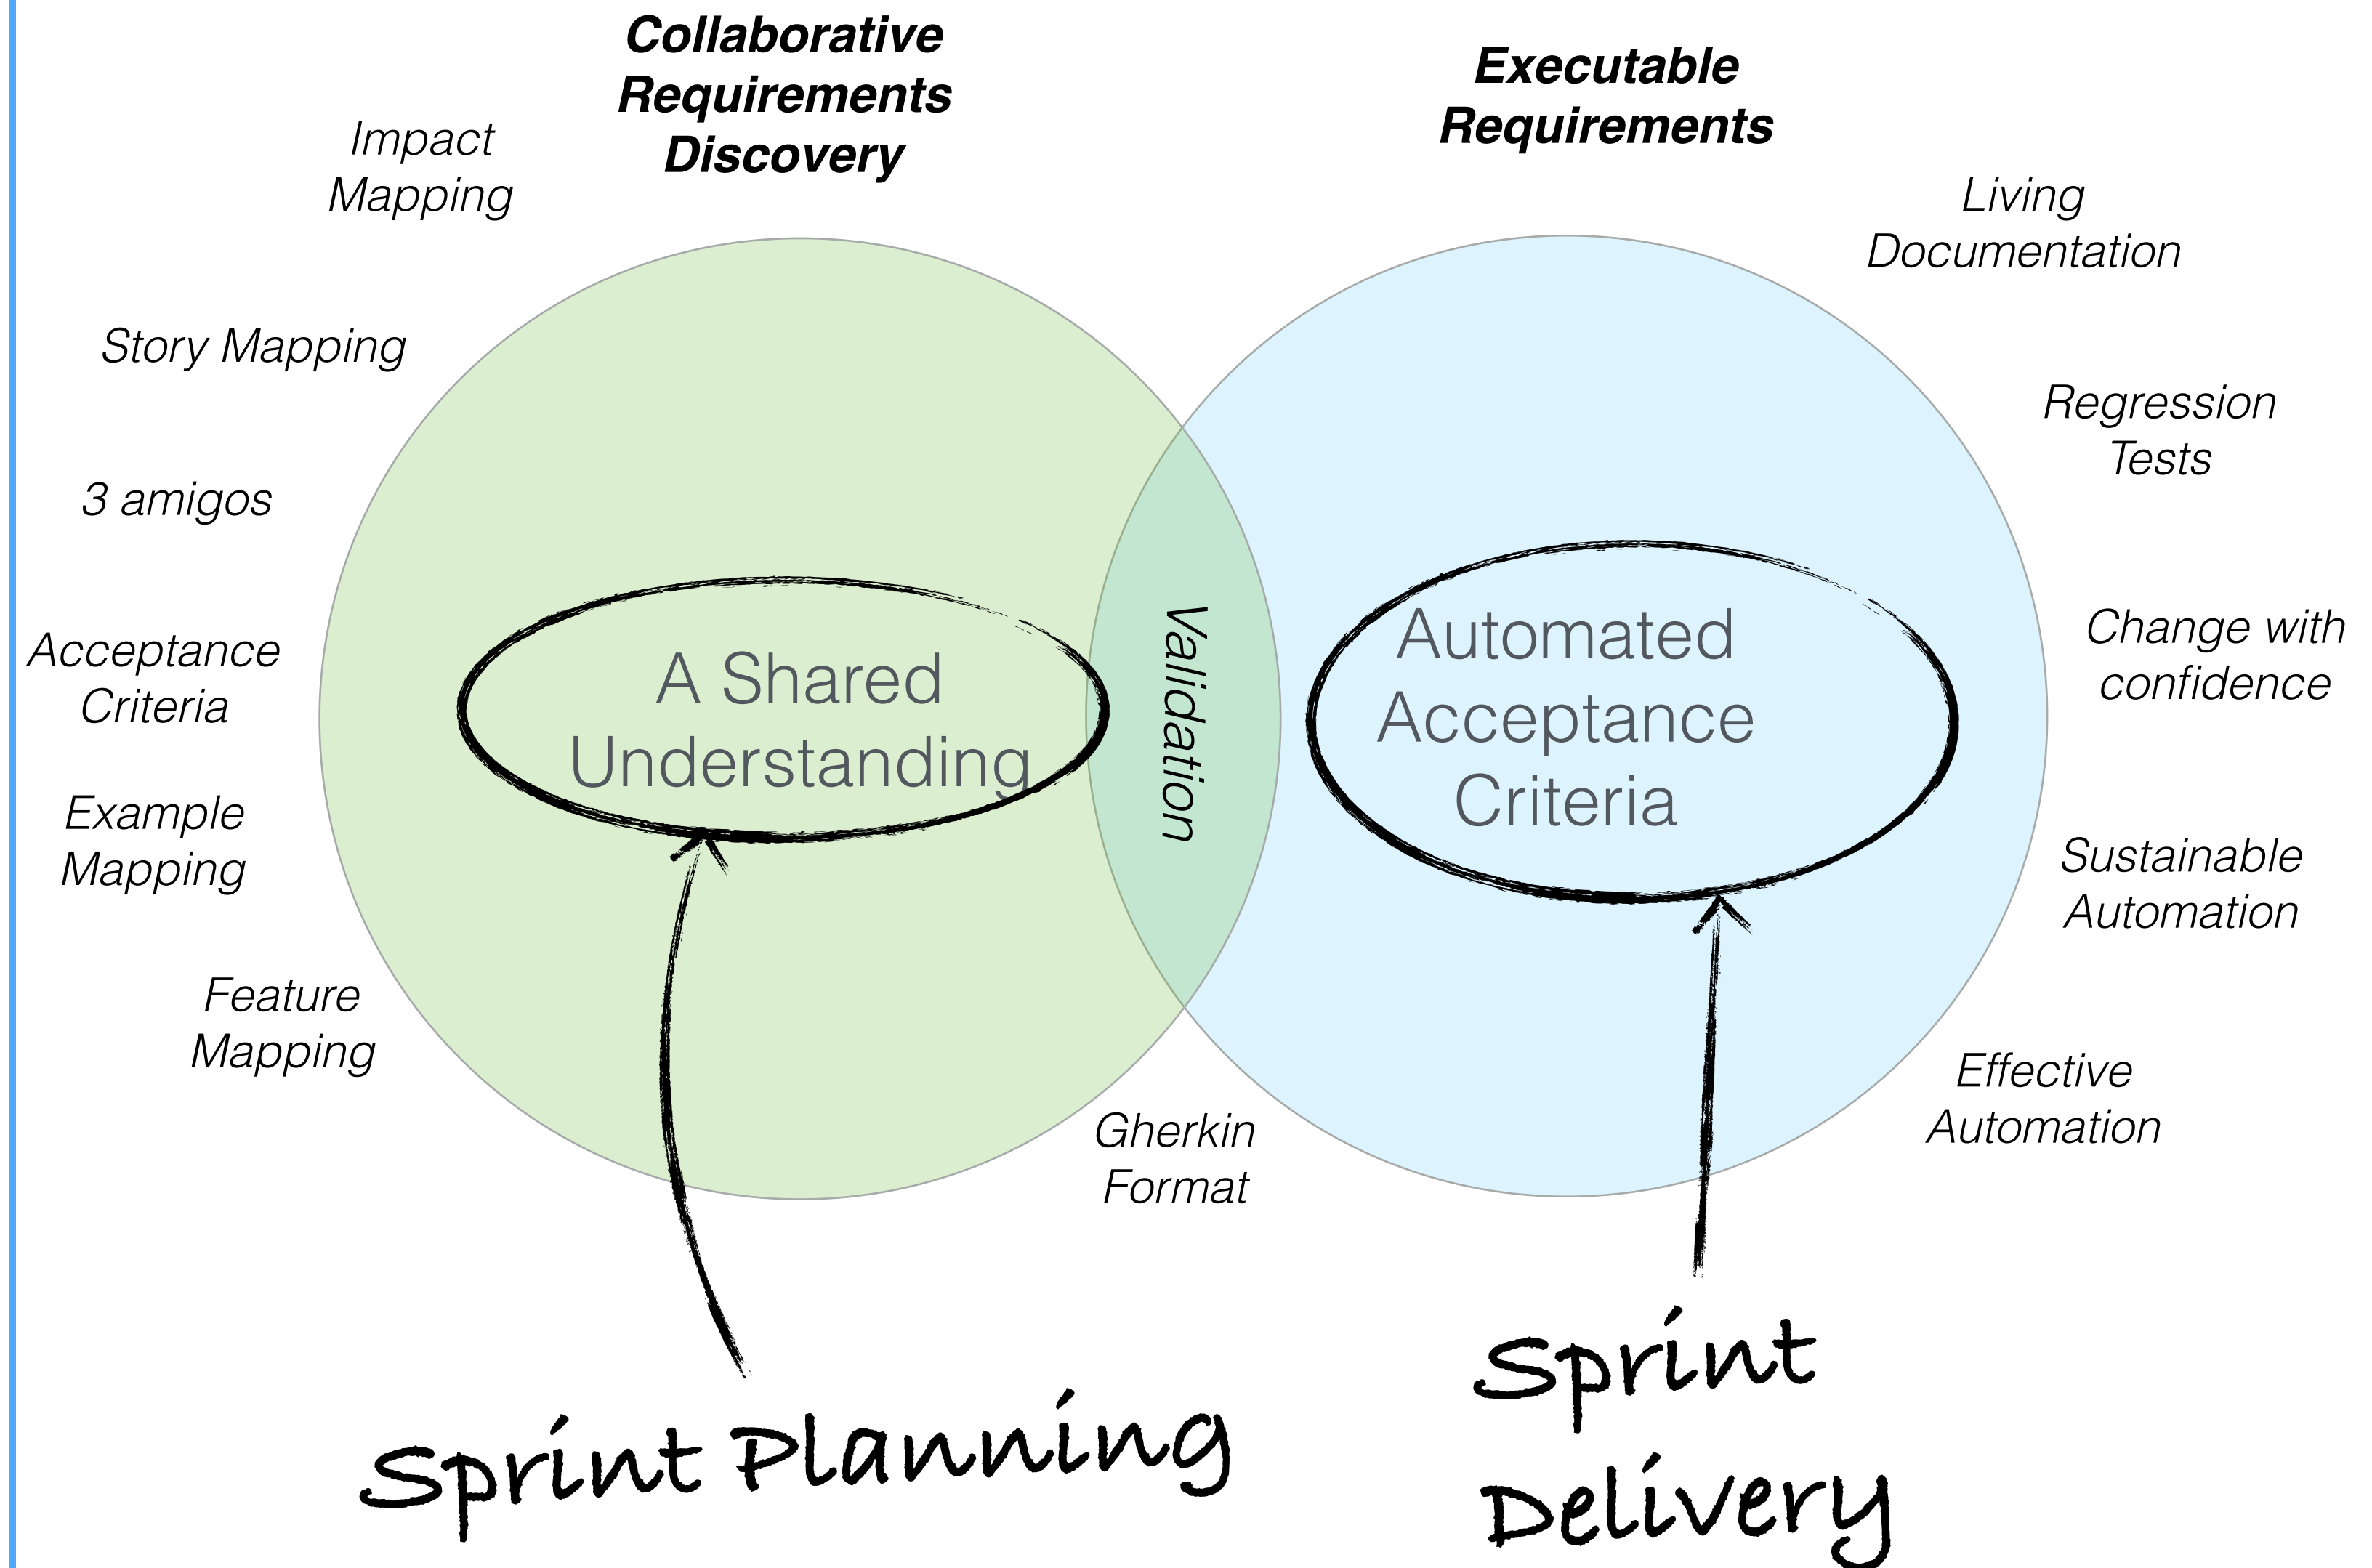 Collaborative
Requirements
Discovery
Executable
Requirements
Impact
Mapping
Story Mapping
3 amigos
Acceptance
Criteria
Example
Mapping
Feature
Mapping
A Shared
Understanding
Validation
Automated
Acceptance
Criteria
Living
Documentation
Regression
Tests
Change with
confidence
Sustainable
Automation
Effective
Automation
Gherkin
Format
Sprint Planning
Sprint
Delivery